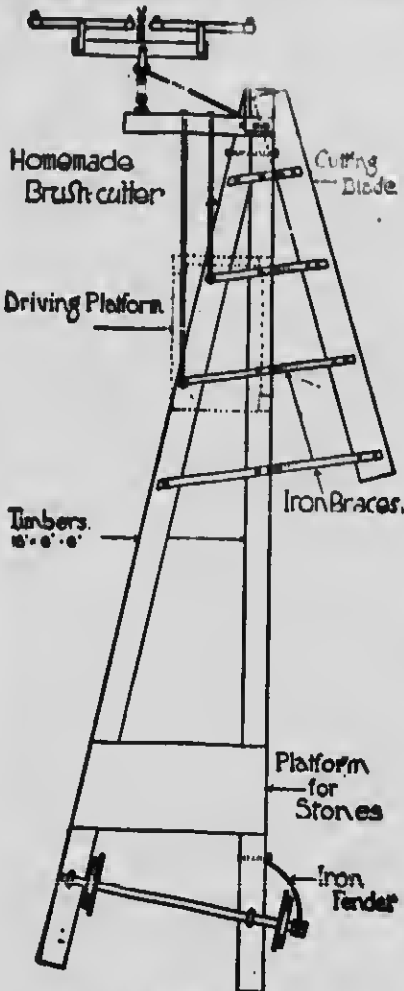 Homemade
Brush cutter
Cutting
Blade
Driving Platform
Iron Braces.
Timbers.
Platform
for
Stones
Iron
Fender